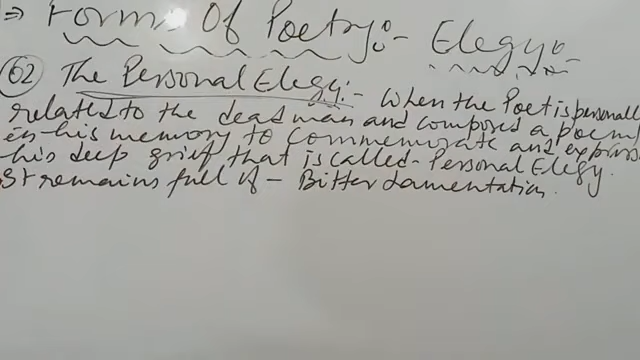 ⇒ Forms Of Poetry:- Elegy:-
(62) The Personal Elegy:- When the Poet is personall
related to the dead man and composed a poem
in his memory to commemorate and express
his deep grief that is called - Personal Elegy.
It remains full of - Bitter Lamentation.